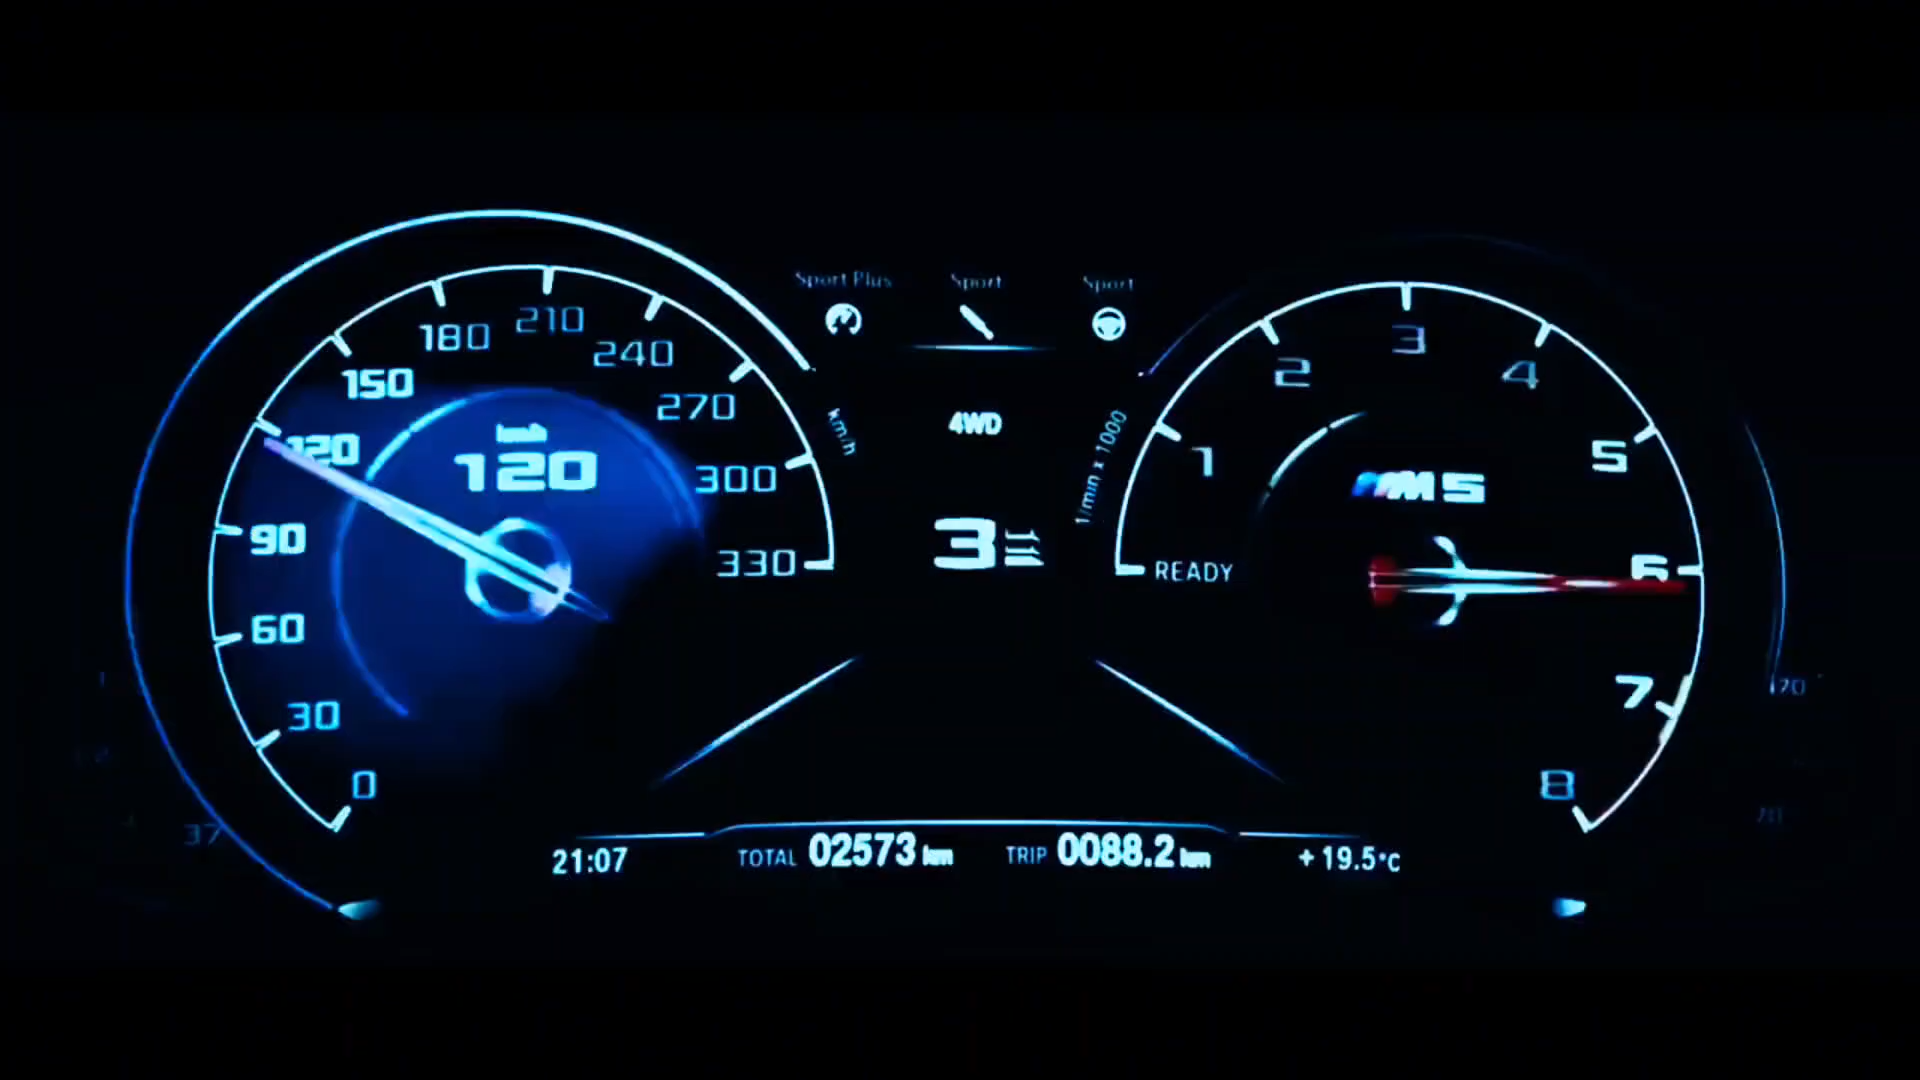 Sport Plus
Sport
Sport
0
30
60
90
120
150
180
210
240
270
300
330
km/h
km/h
120
4WD
3
1/min x 1000
READY
1
2
3
4
5
6
7
8
M5
37
70
21:07
TOTAL 02573 km
TRIP 0088.2 km
+19.5°C